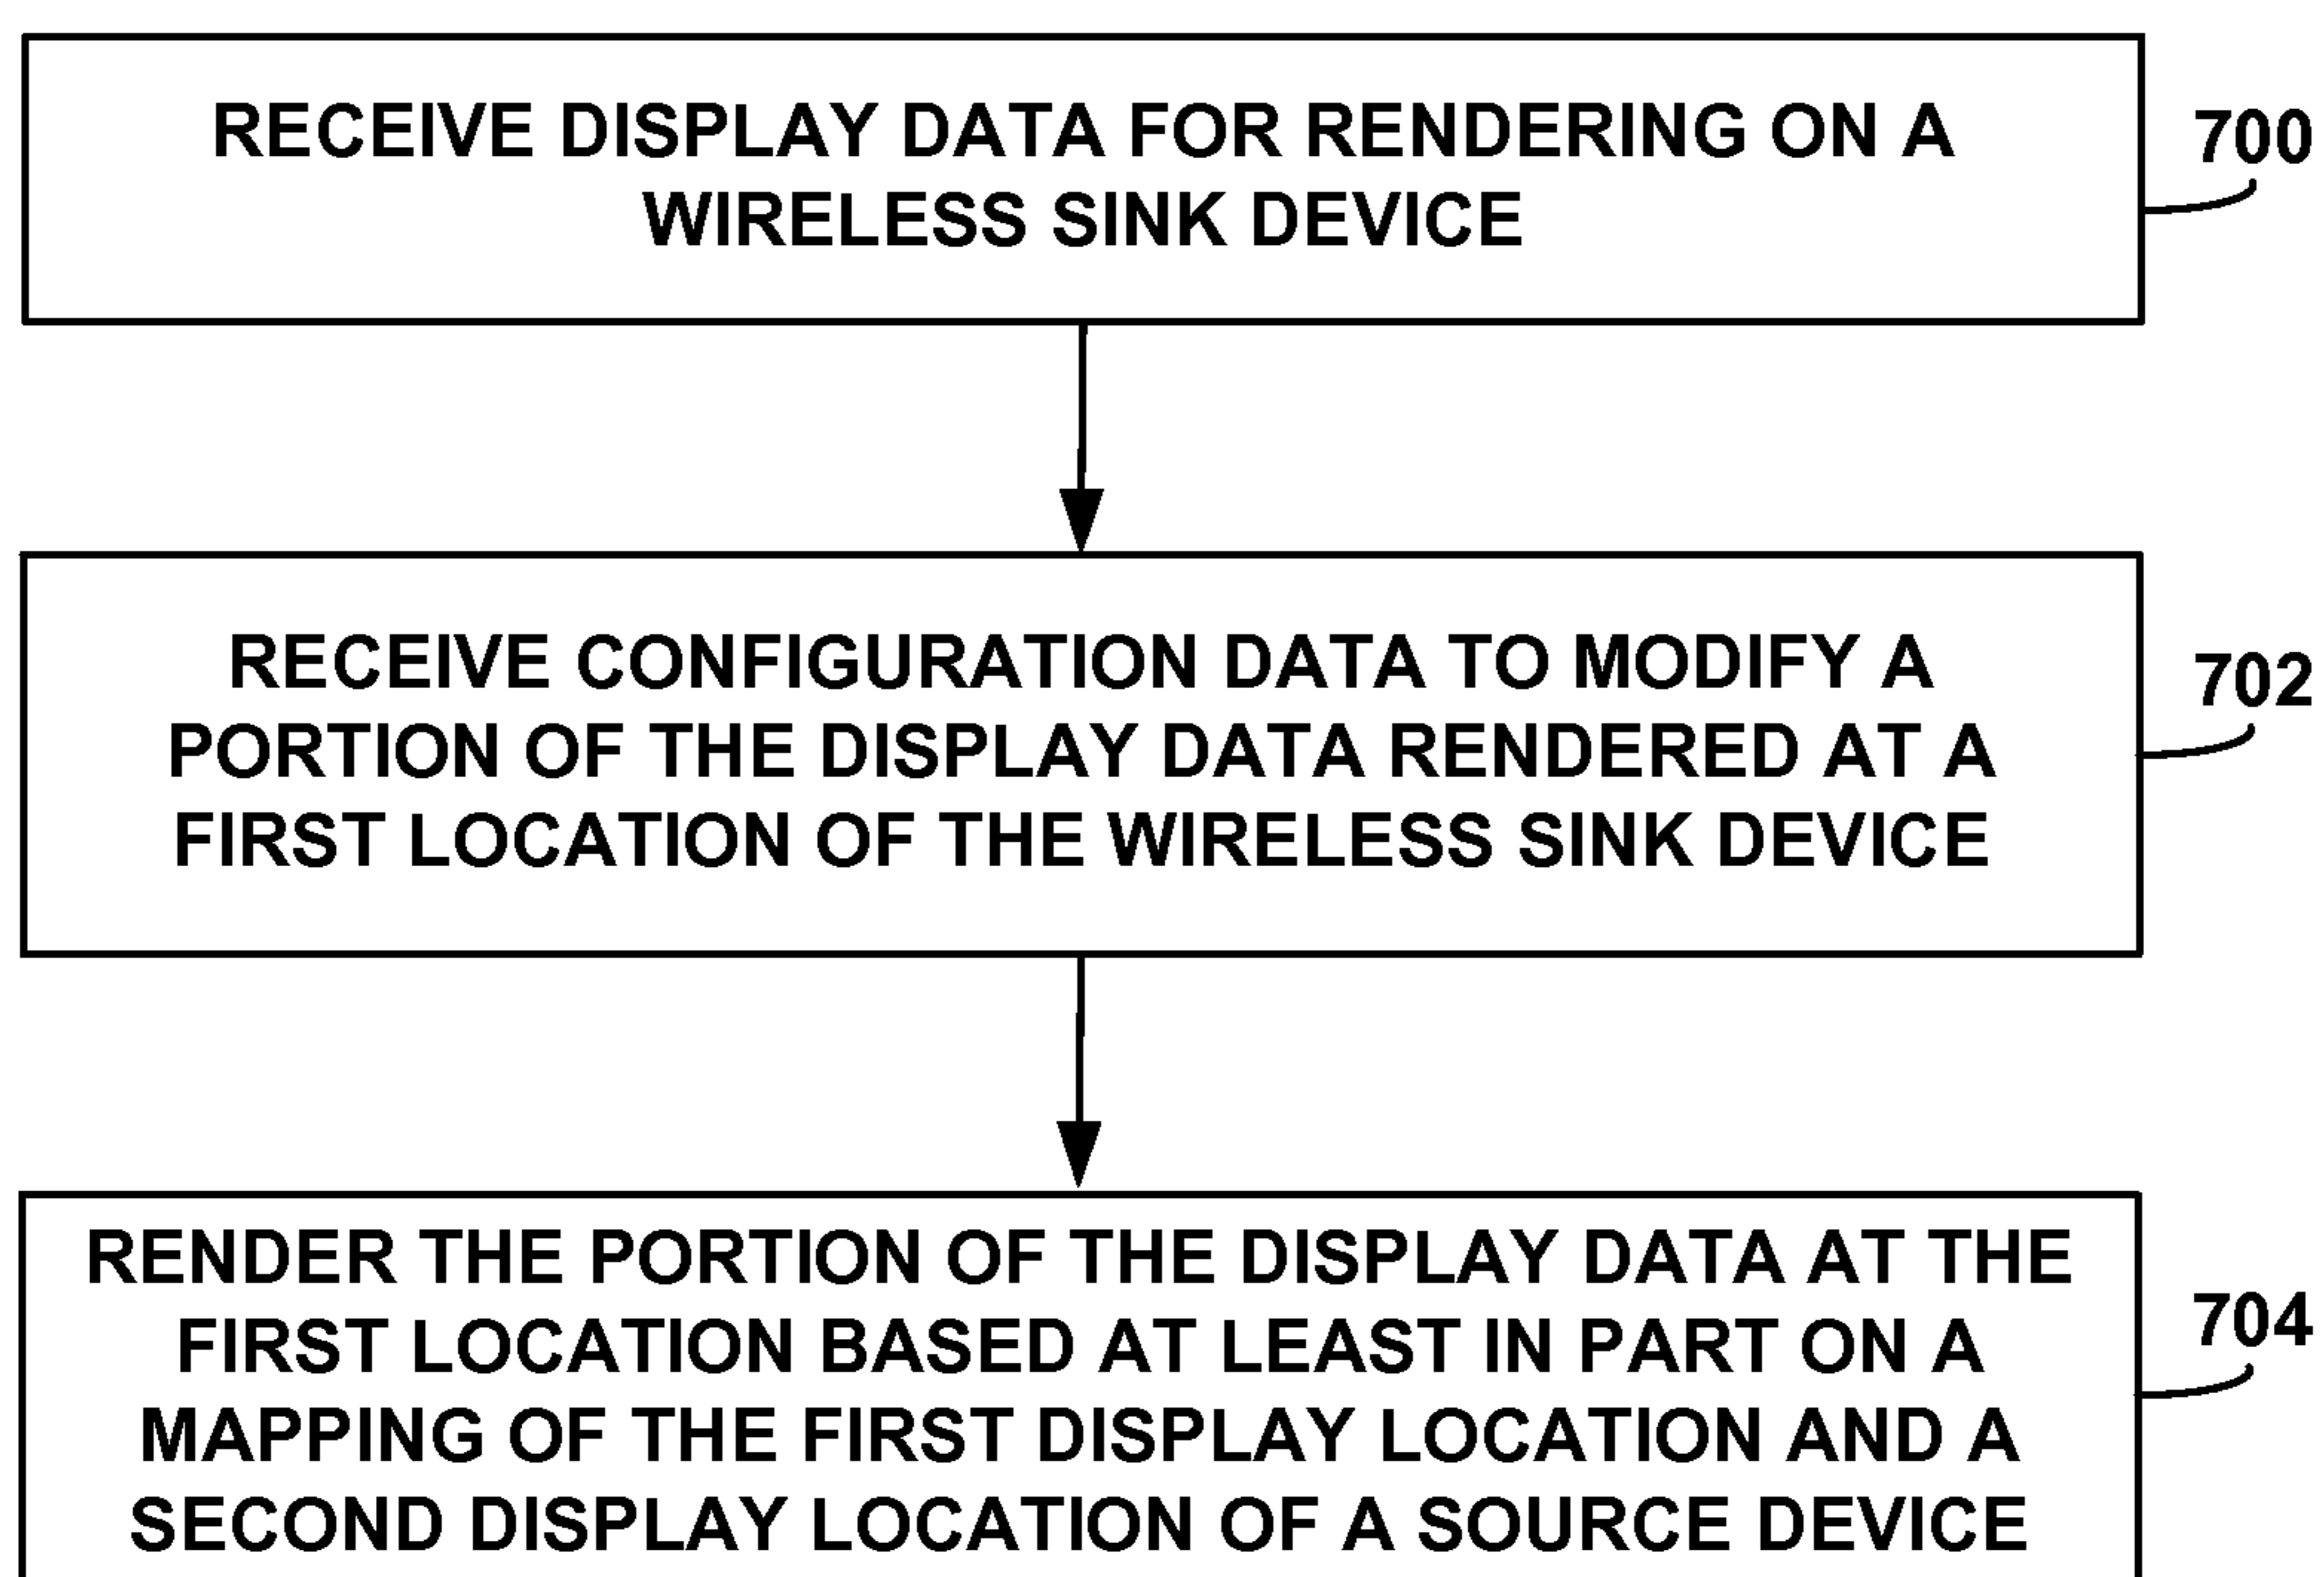 RECEIVE DISPLAY DATA FOR RENDERING ON A
WIRELESS SINK DEVICE
700
RECEIVE CONFIGURATION DATA TO MODIFY A
PORTION OF THE DISPLAY DATA RENDERED AT A
FIRST LOCATION OF THE WIRELESS SINK DEVICE
702
RENDER THE PORTION OF THE DISPLAY DATA AT THE
FIRST LOCATION BASED AT LEAST IN PART ON A
MAPPING OF THE FIRST DISPLAY LOCATION AND A
SECOND DISPLAY LOCATION OF A SOURCE DEVICE
704